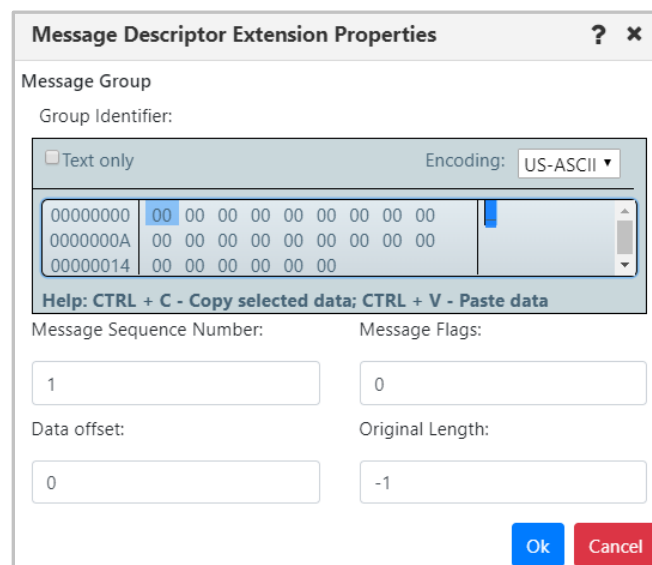 Message Descriptor Extension Properties ? ×
Message Group
Group Identifier:
Text only Encoding: US-ASCII
00000000 00 00 00 00 00 00 00 00 00
0000000A 00 00 00 00 00 00 00 00 00
00000014 00 00 00 00 00 00
Help: CTRL + C - Copy selected data; CTRL + V - Paste data
Message Sequence Number: Message Flags:
1 0
Data offset: Original Length:
0 -1
Ok Cancel